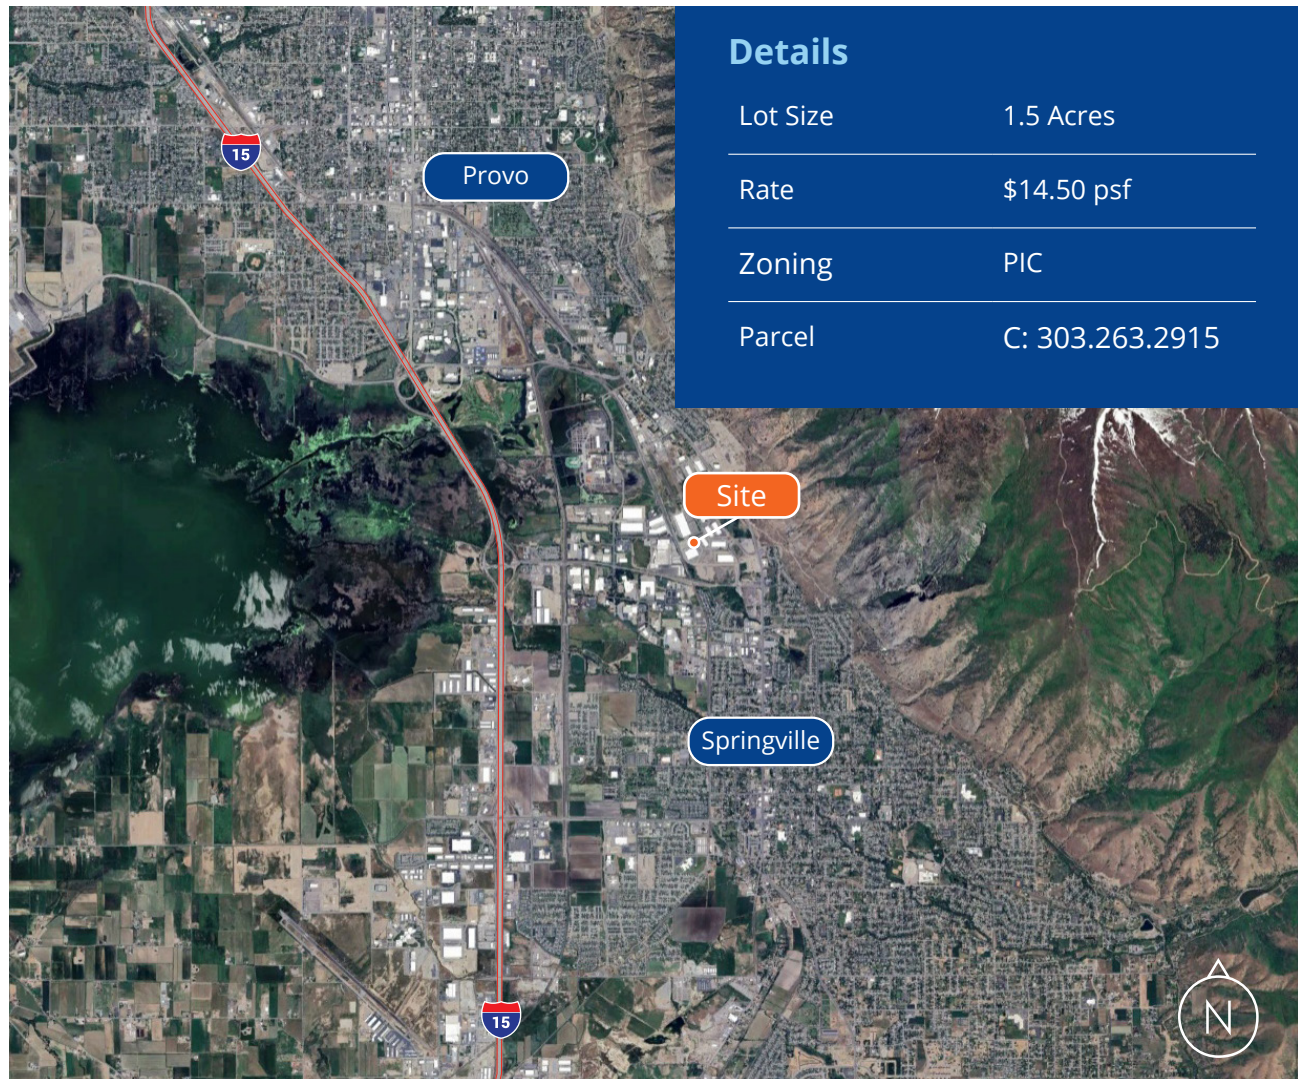 Details
Lot Size 1.5 Acres
Rate $14.50 psf
Zoning PIC
Parcel C: 303.263.2915
15
Provo
Site
Springville
15
N